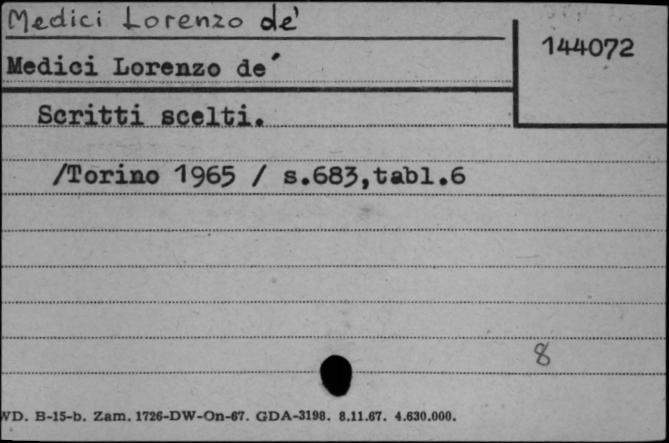 Medici Lorenzo de'
144072
Medici Lorenzo de´
Scritti scelti.
/Torino 1965 / s.683,tabl.6
8
WD. B-15-b. Zam. 1726-DW-On-67. GDA-3198. 8.11.67. 4.630.000.